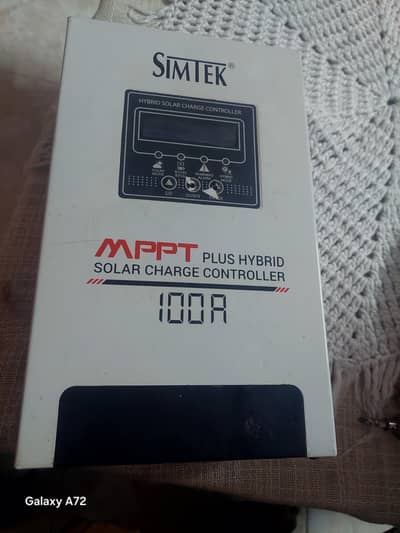 SIMTEK®
HYBRID SOLAR CHARGE CONTROLLER
MPPT PLUS HYBRID
SOLAR CHARGE CONTROLLER
100A
Galaxy A72